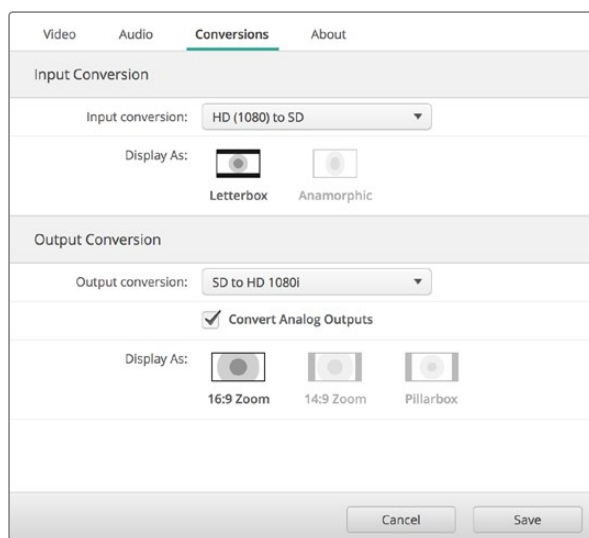 Video Audio Conversions About
Input Conversion
Input conversion: HD (1080) to SD
Display As:
Letterbox Anamorphic
Output Conversion
Output conversion: SD to HD 1080i
Convert Analog Outputs
Display As:
16:9 Zoom 14:9 Zoom Pillarbox
Cancel Save